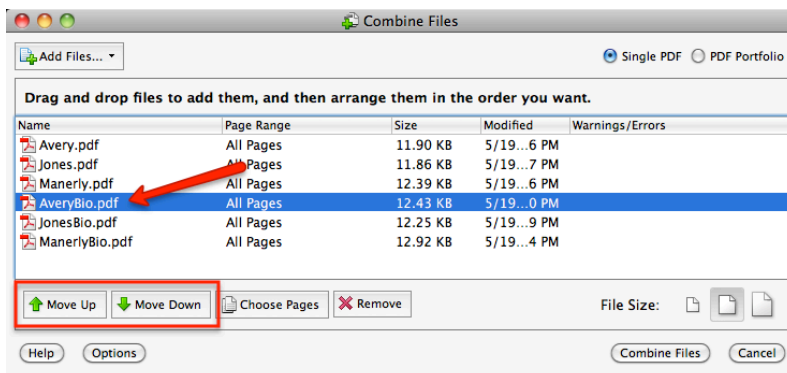 Combine Files
Add Files... Single PDF PDF Portfolio
Drag and drop files to add them, and then arrange them in the order you want.
Name Page Range Size Modified Warnings/Errors
Avery.pdf All Pages 11.90 KB 5/19...6 PM
Jones.pdf All Pages 11.86 KB 5/19...7 PM
Manerly.pdf All Pages 12.39 KB 5/19...6 PM
AveryBio.pdf All Pages 12.43 KB 5/19...0 PM
JonesBio.pdf All Pages 12.25 KB 5/19...9 PM
ManerlyBio.pdf All Pages 12.92 KB 5/19...4 PM
Move Up Move Down Choose Pages Remove File Size:
Help Options Combine Files Cancel